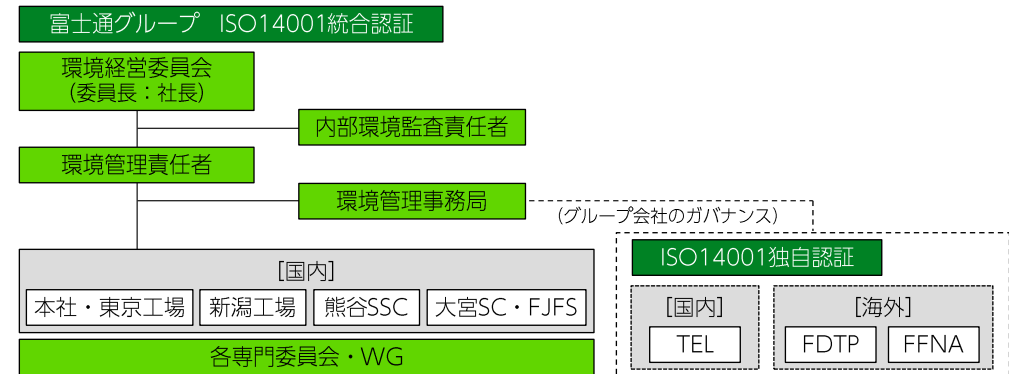 富士通グループ ISO14001統合認証
環境経営委員会
(委員長：社長)
内部環境監査責任者
環境管理責任者
環境管理事務局
(グループ会社のガバナンス)
[国内]
本社・東京工場
新潟工場
熊谷SSC
大宮SC・FJFS
各専門委員会・WG
ISO14001独自認証
[国内]
TEL
[海外]
FDTP
FFNA